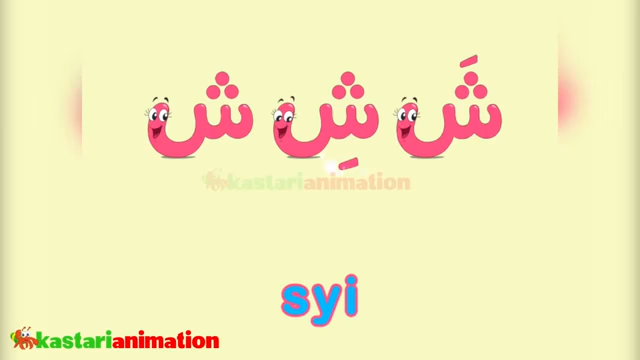 شَ شِ ش
kastarianimation
syi
kastarianimation